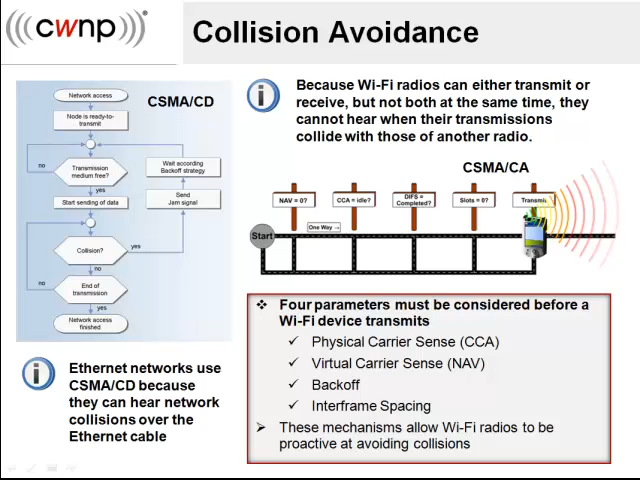 ((cwnp)))®
Collision Avoidance
CSMA/CD
Network access
Node is ready-to-
transmit
no
Transmission
medium free?
yes
Start sending of data
Wait according
Backoff strategy
Send
Jam signal
Collision?
yes
no
no
End of
transmission
yes
Network access
finished
Ethernet networks use
CSMA/CD because
they can hear network
collisions over the
Ethernet cable
Because Wi-Fi radios can either transmit or
receive, but not both at the same time, they
cannot hear when their transmissions
collide with those of another radio.
CSMA/CA
NAV = 0?
CCA = idle?
DIFS =
Completed?
Slots = 0?
One Way →
Start
❖ Four parameters must be considered before a
Wi-Fi device transmits
✓ Physical Carrier Sense (CCA)
✓ Virtual Carrier Sense (NAV)
✓ Backoff
✓ Interframe Spacing
➢ These mechanisms allow Wi-Fi radios to be
proactive at avoiding collisions